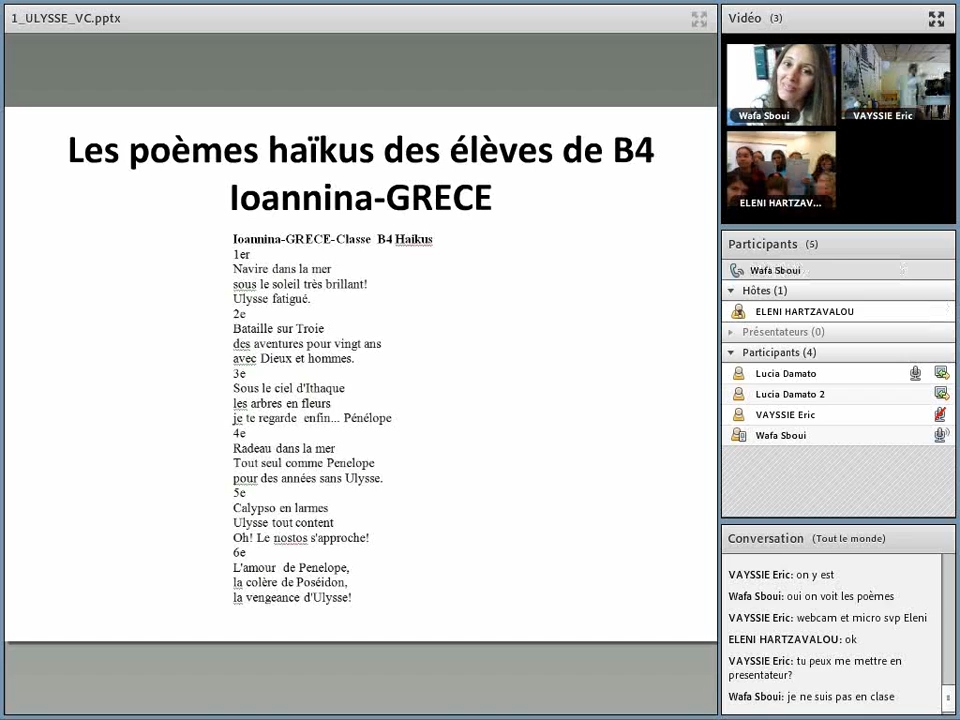 1_ULYSSE_VC.pptx
Les poèmes haïkus des élèves de B4
Ioannina-GRECE
Ioannina-GRECE-Classe B4 Haikus
1er
Navire dans la mer
sous le soleil très brillant!
Ulysse fatigué.
2e
Bataille sur Troie
des aventures pour vingt ans
avec Dieux et hommes.
3e
Sous le ciel d'Ithaque
les arbres en fleurs
je te regarde enfin... Pénélope
4e
Radeau dans la mer
Tout seul comme Penelope
pour des années sans Ulysse.
5e
Calypso en larmes
Ulysse tout content
Oh! Le nostos s'approche!
6e
L'amour de Penelope,
la colère de Poséidon,
la vengeance d'Ulysse!
Vidéo (3)
Wafa Sboui
VAYSSIE Eric
ELENI HARTZAV...
Participants (5)
Wafa Sboui
Hôtes (1)
ELENI HARTZAVALOU
Présentateurs (0)
Participants (4)
Lucia Damato
Lucia Damato 2
VAYSSIE Eric
Wafa Sboui
Conversation (Tout le monde)
VAYSSIE Eric: on y est
Wafa Sboui: oui on voit les poèmes
VAYSSIE Eric: webcam et micro svp Eleni
ELENI HARTZAVALOU: ok
VAYSSIE Eric: tu peux me mettre en
presentateur?
Wafa Sboui: je ne suis pas en clase